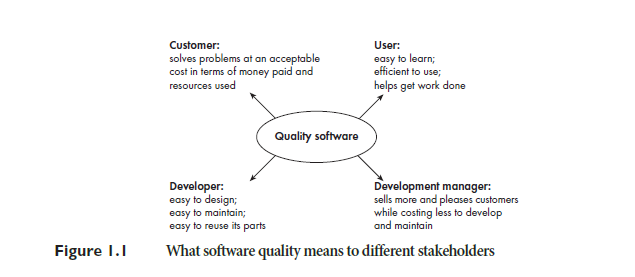 Customer:
solves problems at an acceptable
cost in terms of money paid and
resources used
User:
easy to learn;
efficient to use;
helps get work done
Quality software
Developer:
easy to design;
easy to maintain;
easy to reuse its parts
Development manager:
sells more and pleases customers
while costing less to develop
and maintain
Figure 1.1 What software quality means to different stakeholders